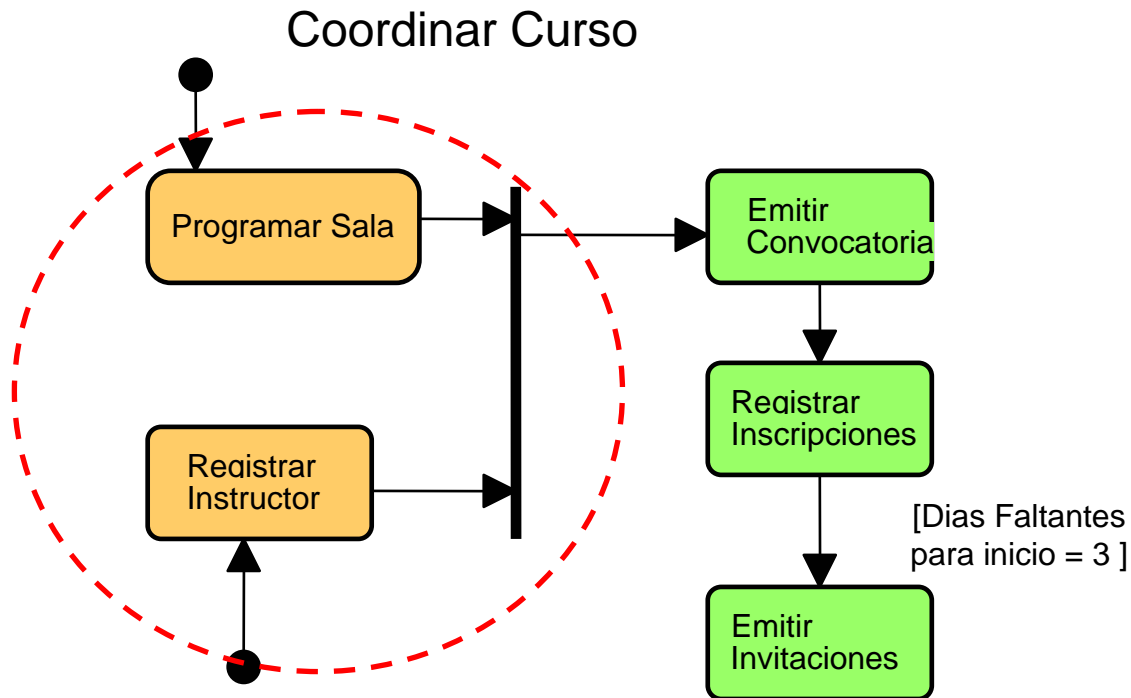 Coordinar Curso
Programar Sala
Emitir
Convocatoria
Registrar
Inscripciones
Registrar
Instructor
[Dias Faltantes
para inicio = 3 ]
Emitir
Invitaciones